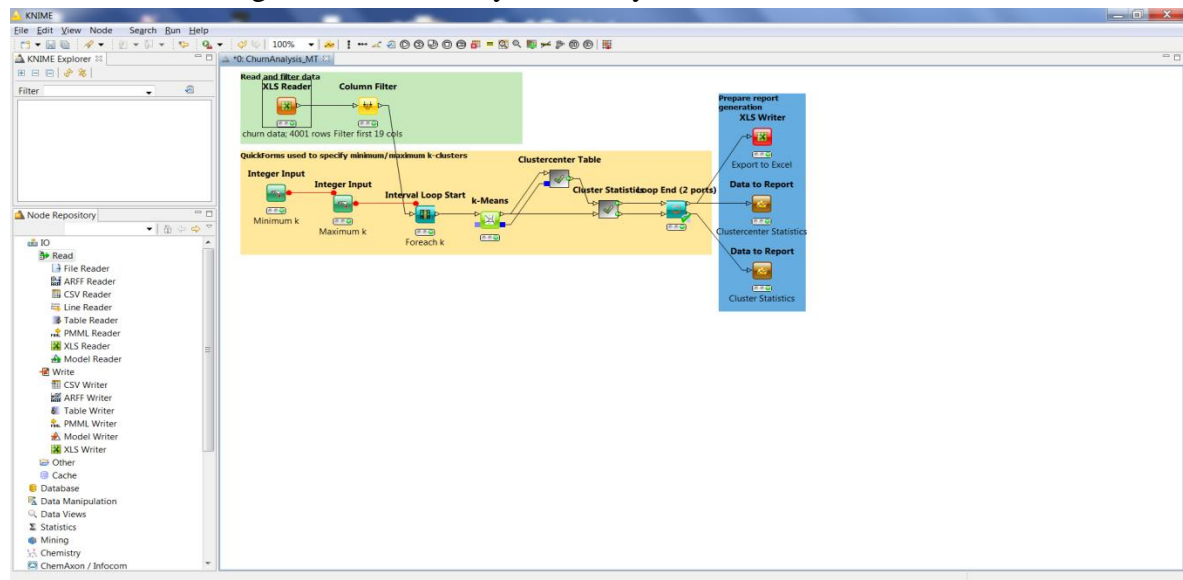 KNIME
File Edit View Node Search Run Help
100%
KNIME Explorer
*0: ChurnAnalysis_MT
Filter
Read and filter data
XLS Reader
Column Filter
churn data; 4001 rows
Filter first 19 cols
QuickForms used to specify minimum/maximum k-clusters
Integer Input
Minimum k
Integer Input
Maximum k
Interval Loop Start
Foreach k
k-Means
Clustercenter Table
Cluster Statistics
Loop End (2 ports)
Prepare report
generation
XLS Writer
Export to Excel
Data to Report
Clustercenter Statistics
Data to Report
Cluster Statistics
Node Repository
IO
Read
File Reader
ARFF Reader
CSV Reader
Line Reader
Table Reader
PMML Reader
XLS Reader
Model Reader
Write
CSV Writer
ARFF Writer
Table Writer
PMML Writer
Model Writer
XLS Writer
Other
Cache
Database
Data Manipulation
Data Views
Statistics
Mining
Chemistry
ChemAxon / Infocom